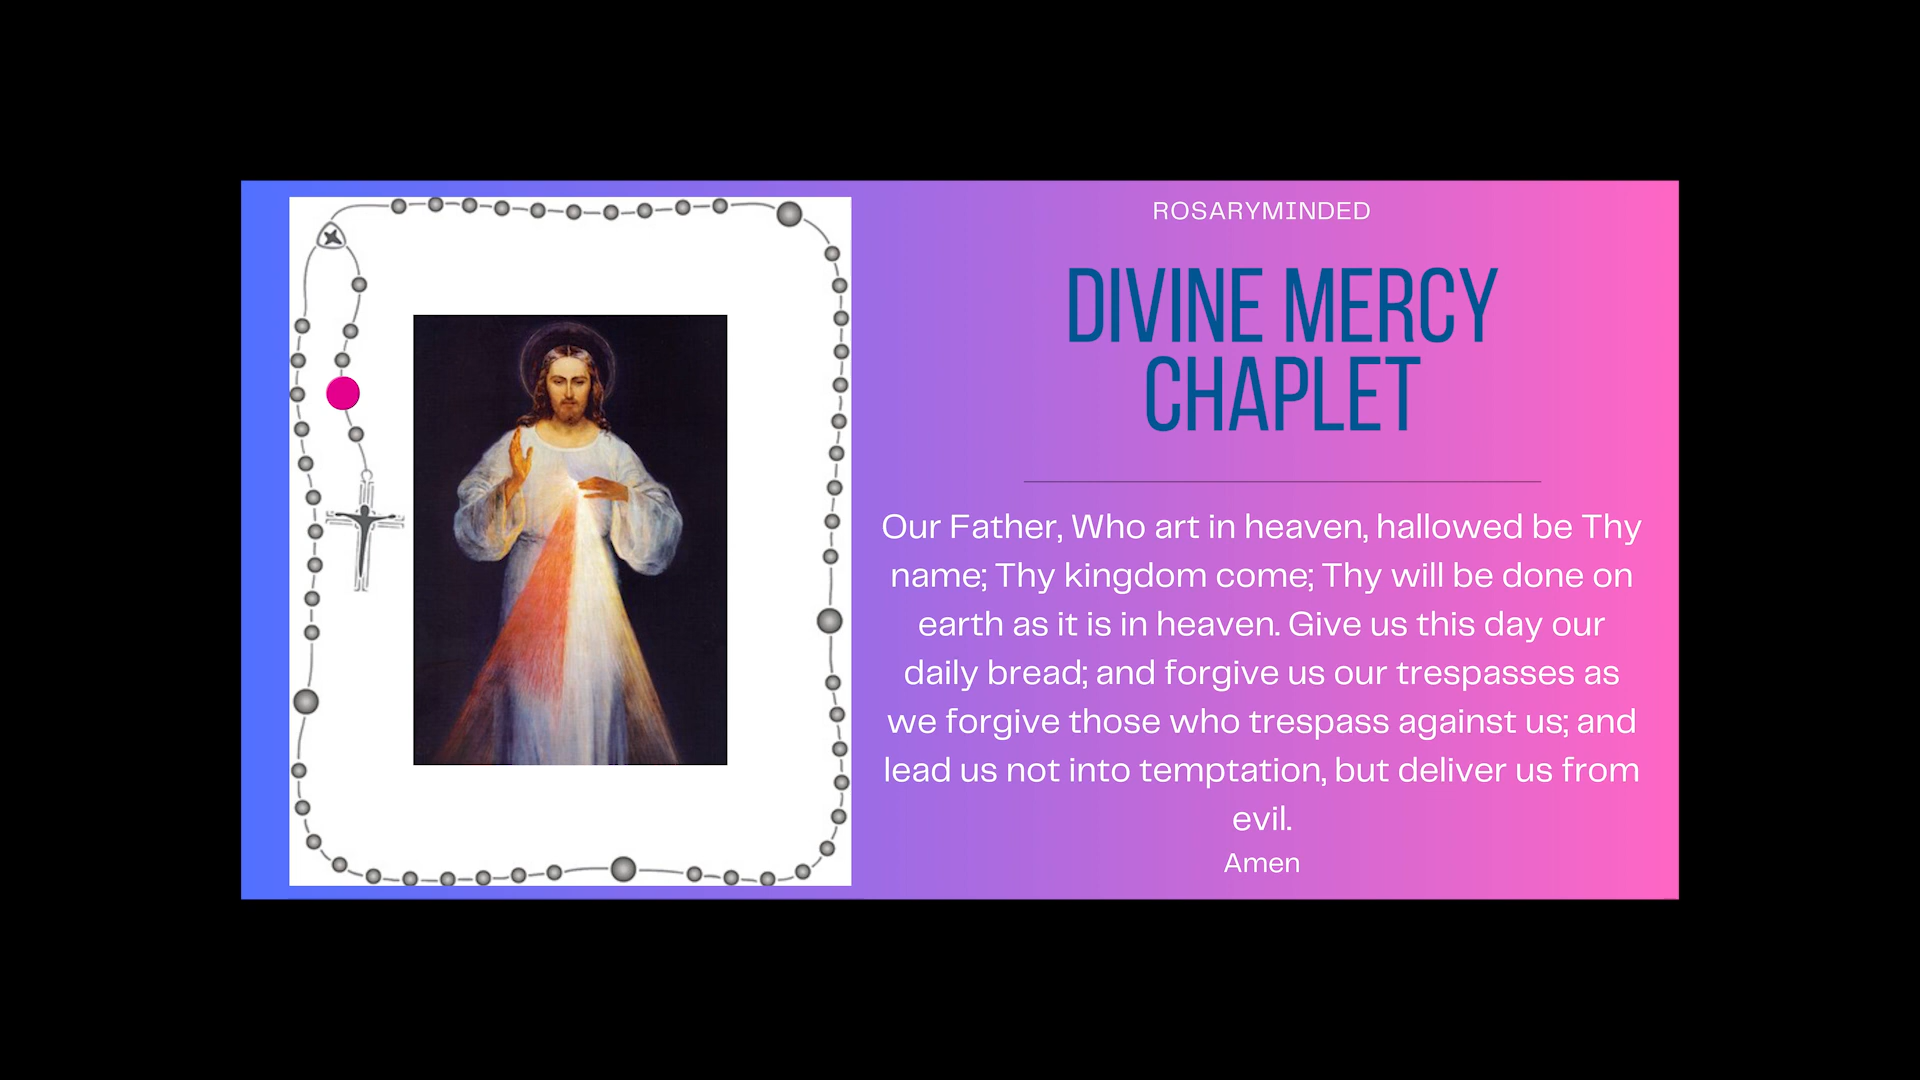 ROSARYMINDED
DIVINE MERCY
CHAPLET
Our Father, Who art in heaven, hallowed be Thy
name; Thy kingdom come; Thy will be done on
earth as it is in heaven. Give us this day our
daily bread; and forgive us our trespasses as
we forgive those who trespass against us; and
lead us not into temptation, but deliver us from
evil.
Amen